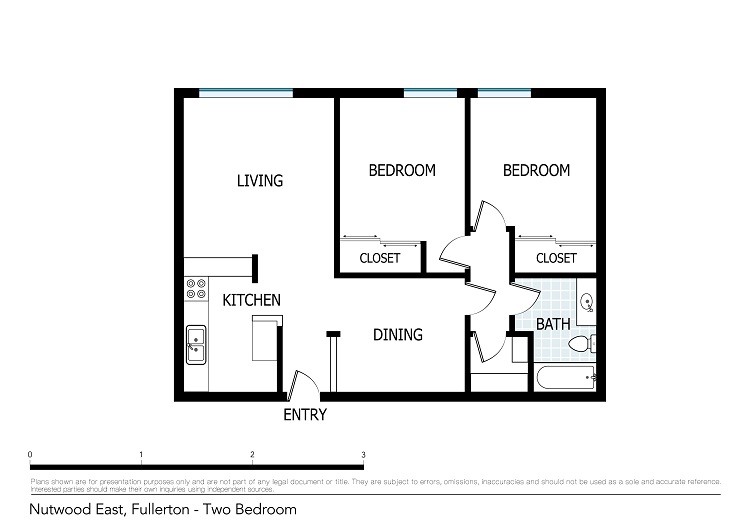 LIVING
BEDROOM
BEDROOM
CLOSET
CLOSET
KITCHEN
DINING
BATH
ENTRY
0 1 2 3
Plans shown are for presentation purposes only and are not part of any legal document or title. They are subject to errors, omissions, inaccuracies and should not be used as a sole and accurate reference.
Interested parties should make their own inquiries using independent sources.
Nutwood East, Fullerton - Two Bedroom